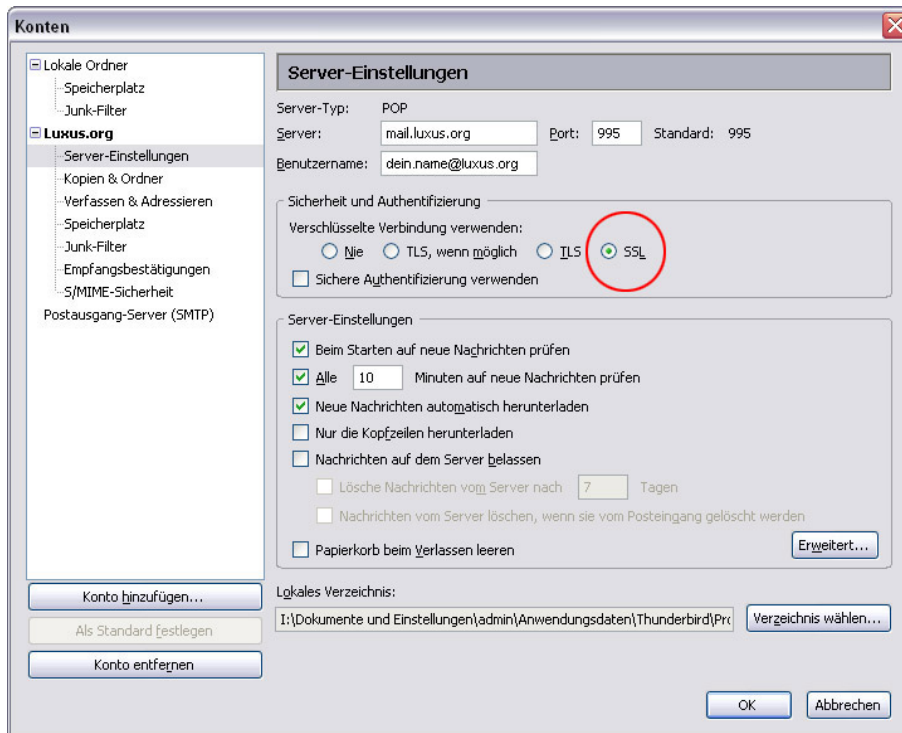 Konten
Lokale Ordner
Speicherplatz
Junk-Filter
Luxus.org
Server-Einstellungen
Kopien & Ordner
Verfassen & Adressieren
Speicherplatz
Junk-Filter
Empfangsbestätigungen
S/MIME-Sicherheit
Postausgang-Server (SMTP)
Konto hinzufügen...
Als Standard festlegen
Konto entfernen
Server-Einstellungen
Server-Typ: POP
Server: mail.luxus.org Port: 995 Standard: 995
Benutzername: dein.name@luxus.org
Sicherheit und Authentifizierung
Verschlüsselte Verbindung verwenden:
Nie TLS, wenn möglich TLS SSL
Sichere Authentifizierung verwenden
Server-Einstellungen
Beim Starten auf neue Nachrichten prüfen
Alle 10 Minuten auf neue Nachrichten prüfen
Neue Nachrichten automatisch herunterladen
Nur die Kopfzeilen herunterladen
Nachrichten auf dem Server belassen
Lösche Nachrichten vom Server nach 7 Tagen
Nachrichten vom Server löschen, wenn sie vom Posteingang gelöscht werden
Papierkorb beim Verlassen leeren
Erweitert...
Lokales Verzeichnis:
I:\Dokumente und Einstellungen\admin\Anwendungsdaten\Thunderbird\Pro Verzeichnis wählen...
OK Abbrechen